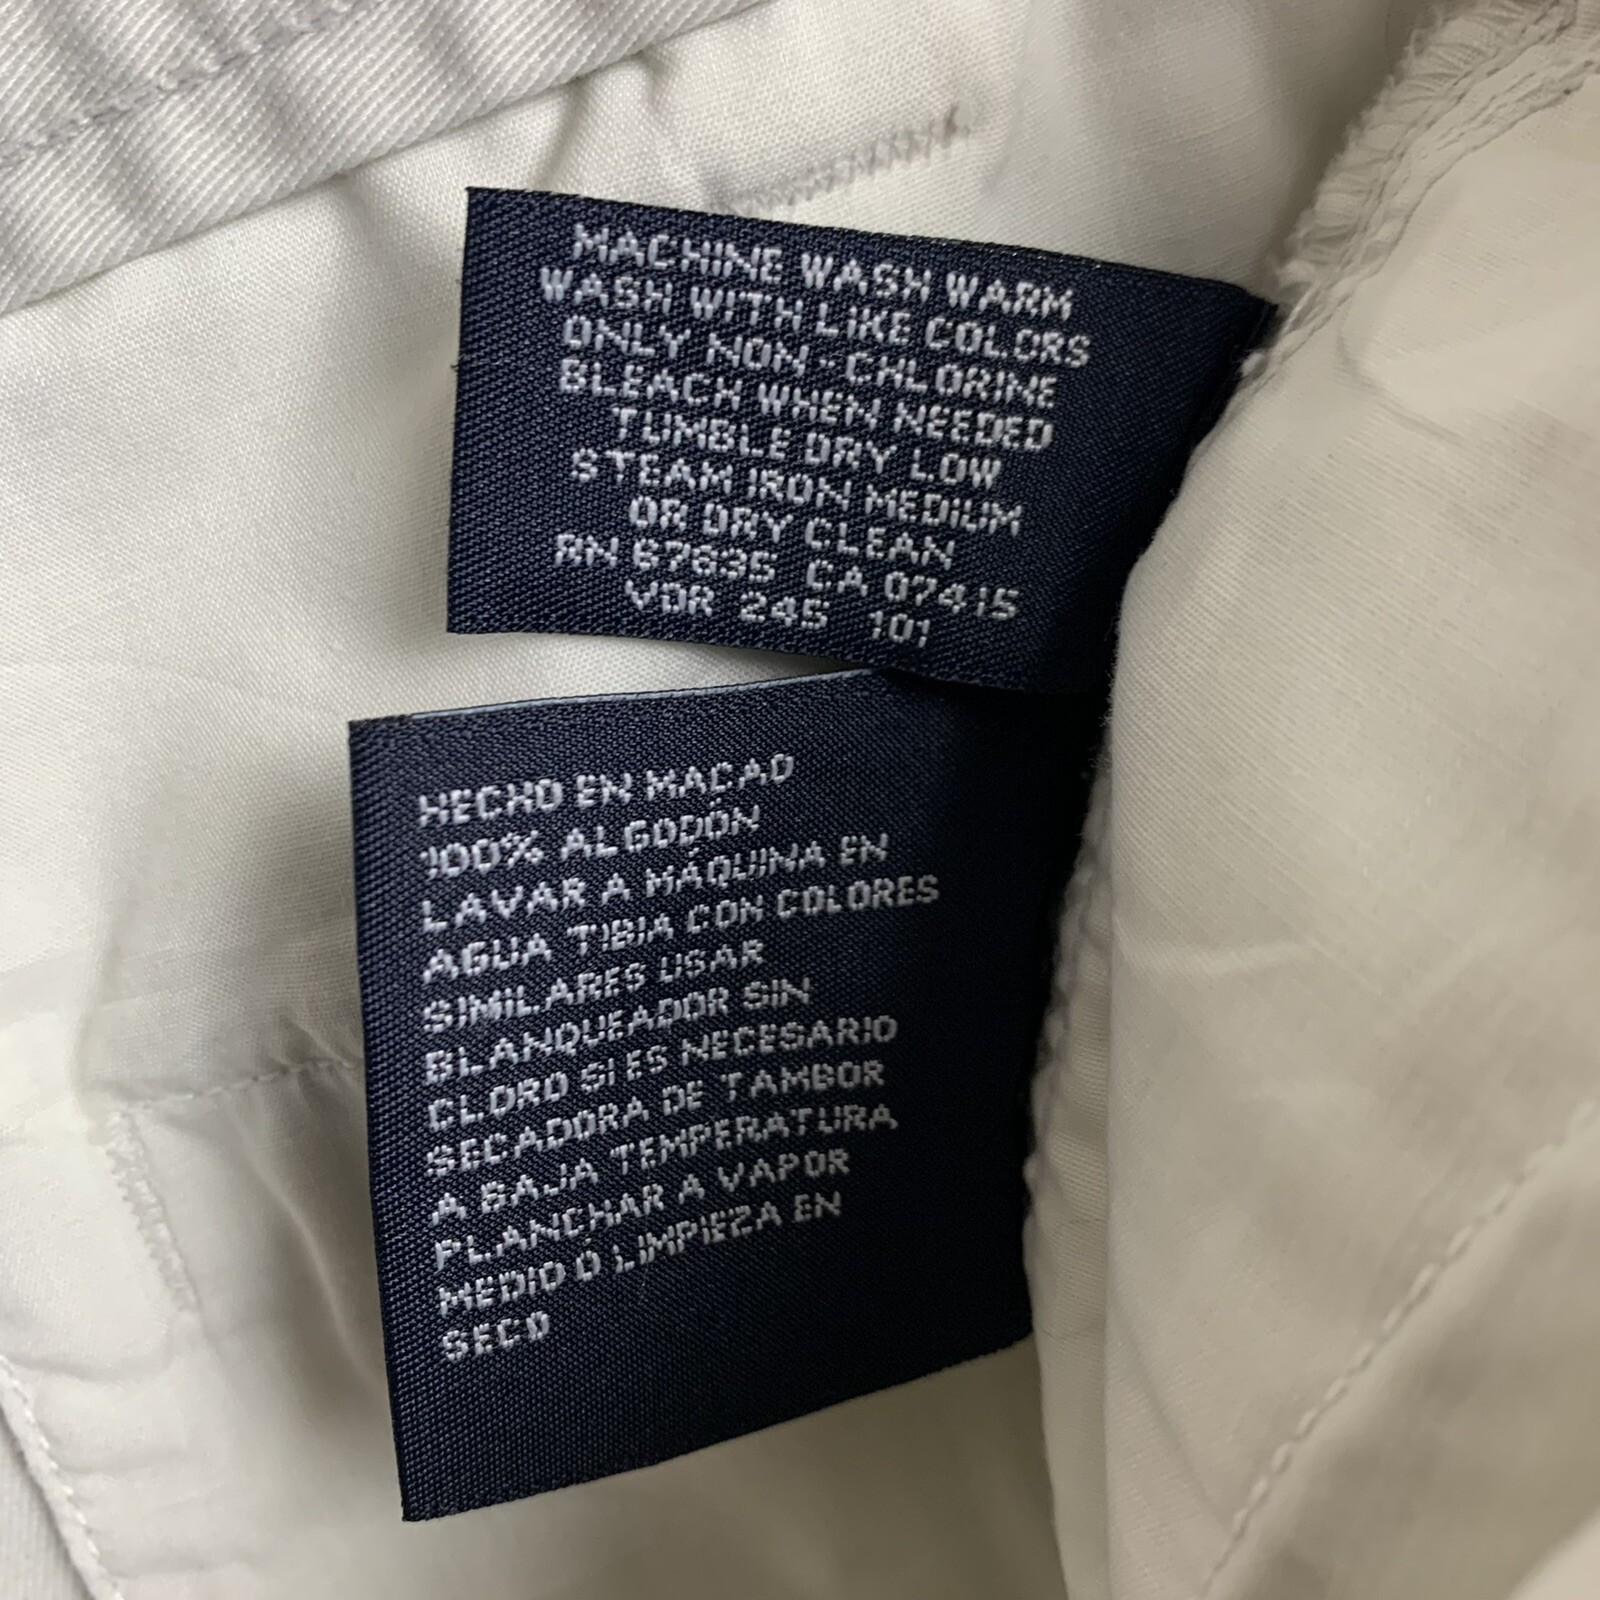 MACHINE WASH WARM
WASH WITH LIKE COLORS
ONLY NON-CHLORINE
BLEACH WHEN NEEDED
TUMBLE DRY LOW
STEAM IRON MEDIUM
OR DRY CLEAN
RN 67635 CA 07415
VDR 245 101
HECHO EN MACAO
100% ALGODÓN
LAVAR A MÁQUINA EN
AGUA TIBIA CON COLORES
SIMILARES USAR
BLANQUEADOR SIN
CLORO SI ES NECESARIO
SECADORA DE TAMBOR
A BAJA TEMPERATURA
PLANCHAR A VAPOR
MEDIO O LIMPIEZA EN
SECO